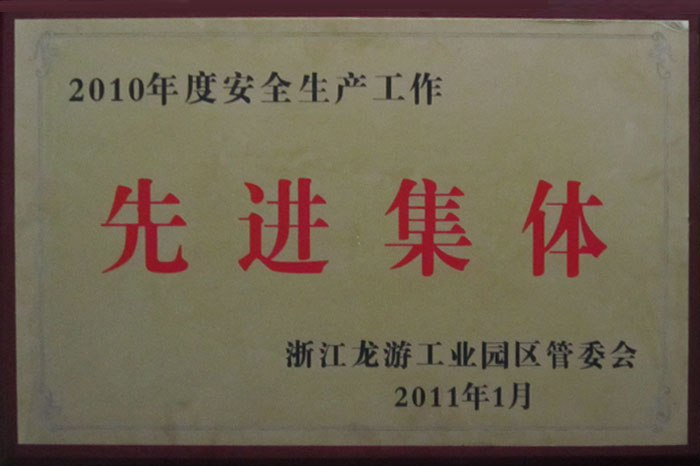 2010年度安全生产工作
先进集体
浙江龙游工业园区管委会
2011年1月